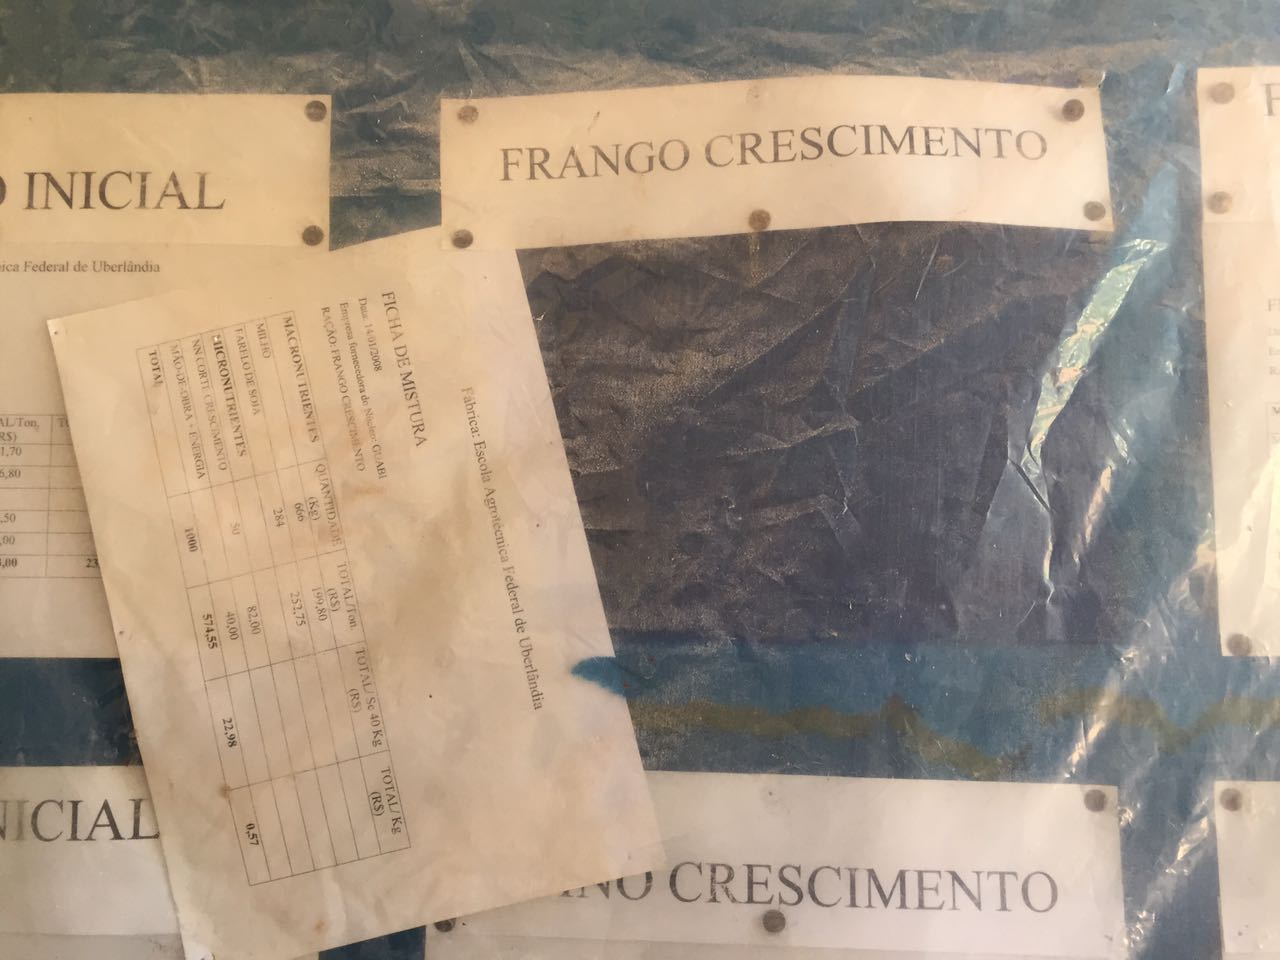 INICIAL
Federal de Uberlândia
AL/Ton.
R$)
1,70
6,80
,50
,00
,00
23
FRANGO CRESCIMENTO
Fábrica: Escola Agrotécnica Federal de Uberlândia
FICHA DE MISTURA
Data: 14/01/2008
Empresa fornecedora do Núcleo: GUABI
RAÇÃO: FRANGO CRESCIMENTO
MACRONUTRIENTES QUANTIDADE (Kg) TOTAL/Ton. (R$) TOTAL/ Sc 40 Kg (R$) TOTAL/ Kg (R$)
MILHO 666 199,80
FARELO DE SOJA 284 252,75
MICRONUTRIENTES
NN CORTE CRESCIMENTO 50 82,00
MÃO-DE-OBRA + ENERGIA 40,00
TOTAL 1000 574,55 22,98 0,57
NICIAL
INO CRESCIMENTO